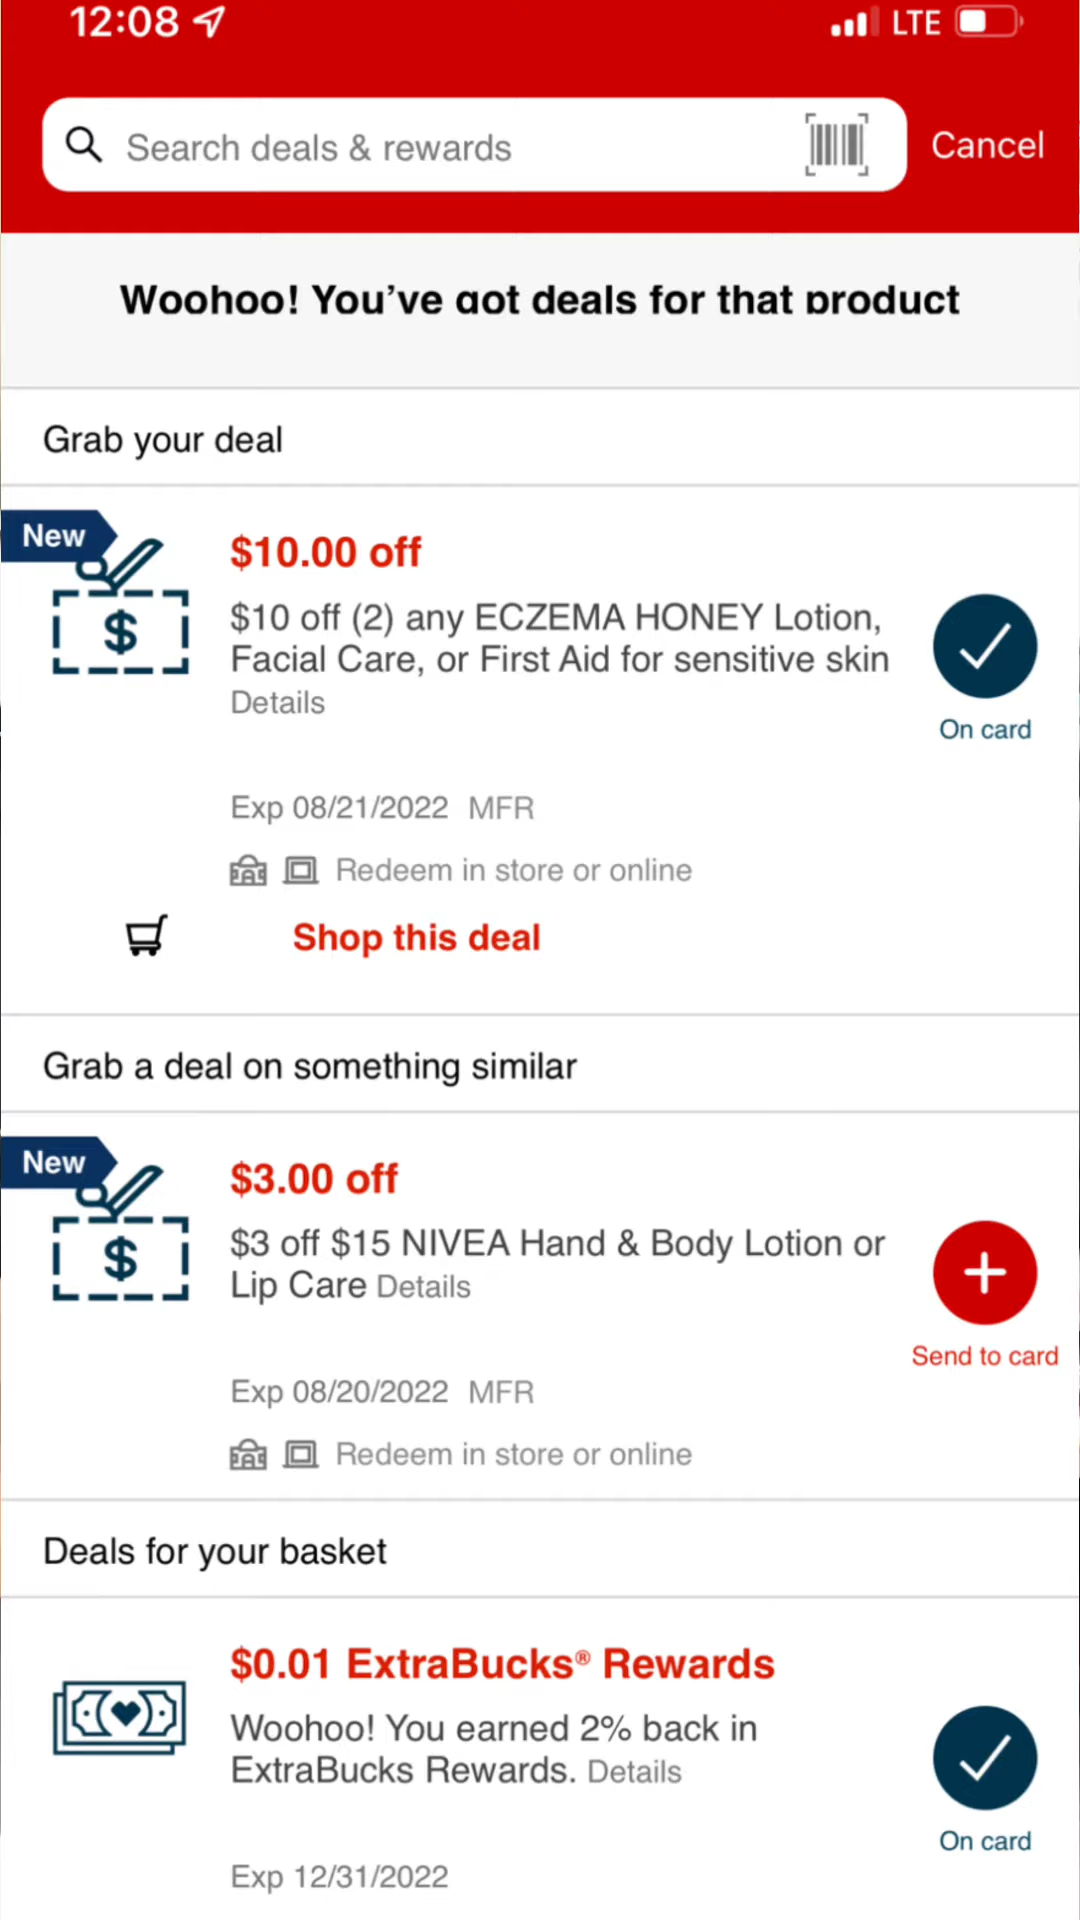 12:08
LTE
Search deals & rewards
Cancel
Woohoo! You've got deals for that product
Grab your deal
New
$10.00 off
$10 off (2) any ECZEMA HONEY Lotion,
Facial Care, or First Aid for sensitive skin
Details
On card
Exp 08/21/2022 MFR
Redeem in store or online
Shop this deal
Grab a deal on something similar
New
$3.00 off
$3 off $15 NIVEA Hand & Body Lotion or
Lip Care Details
Send to card
Exp 08/20/2022 MFR
Redeem in store or online
Deals for your basket
$0.01 ExtraBucks® Rewards
Woohoo! You earned 2% back in
ExtraBucks Rewards. Details
On card
Exp 12/31/2022